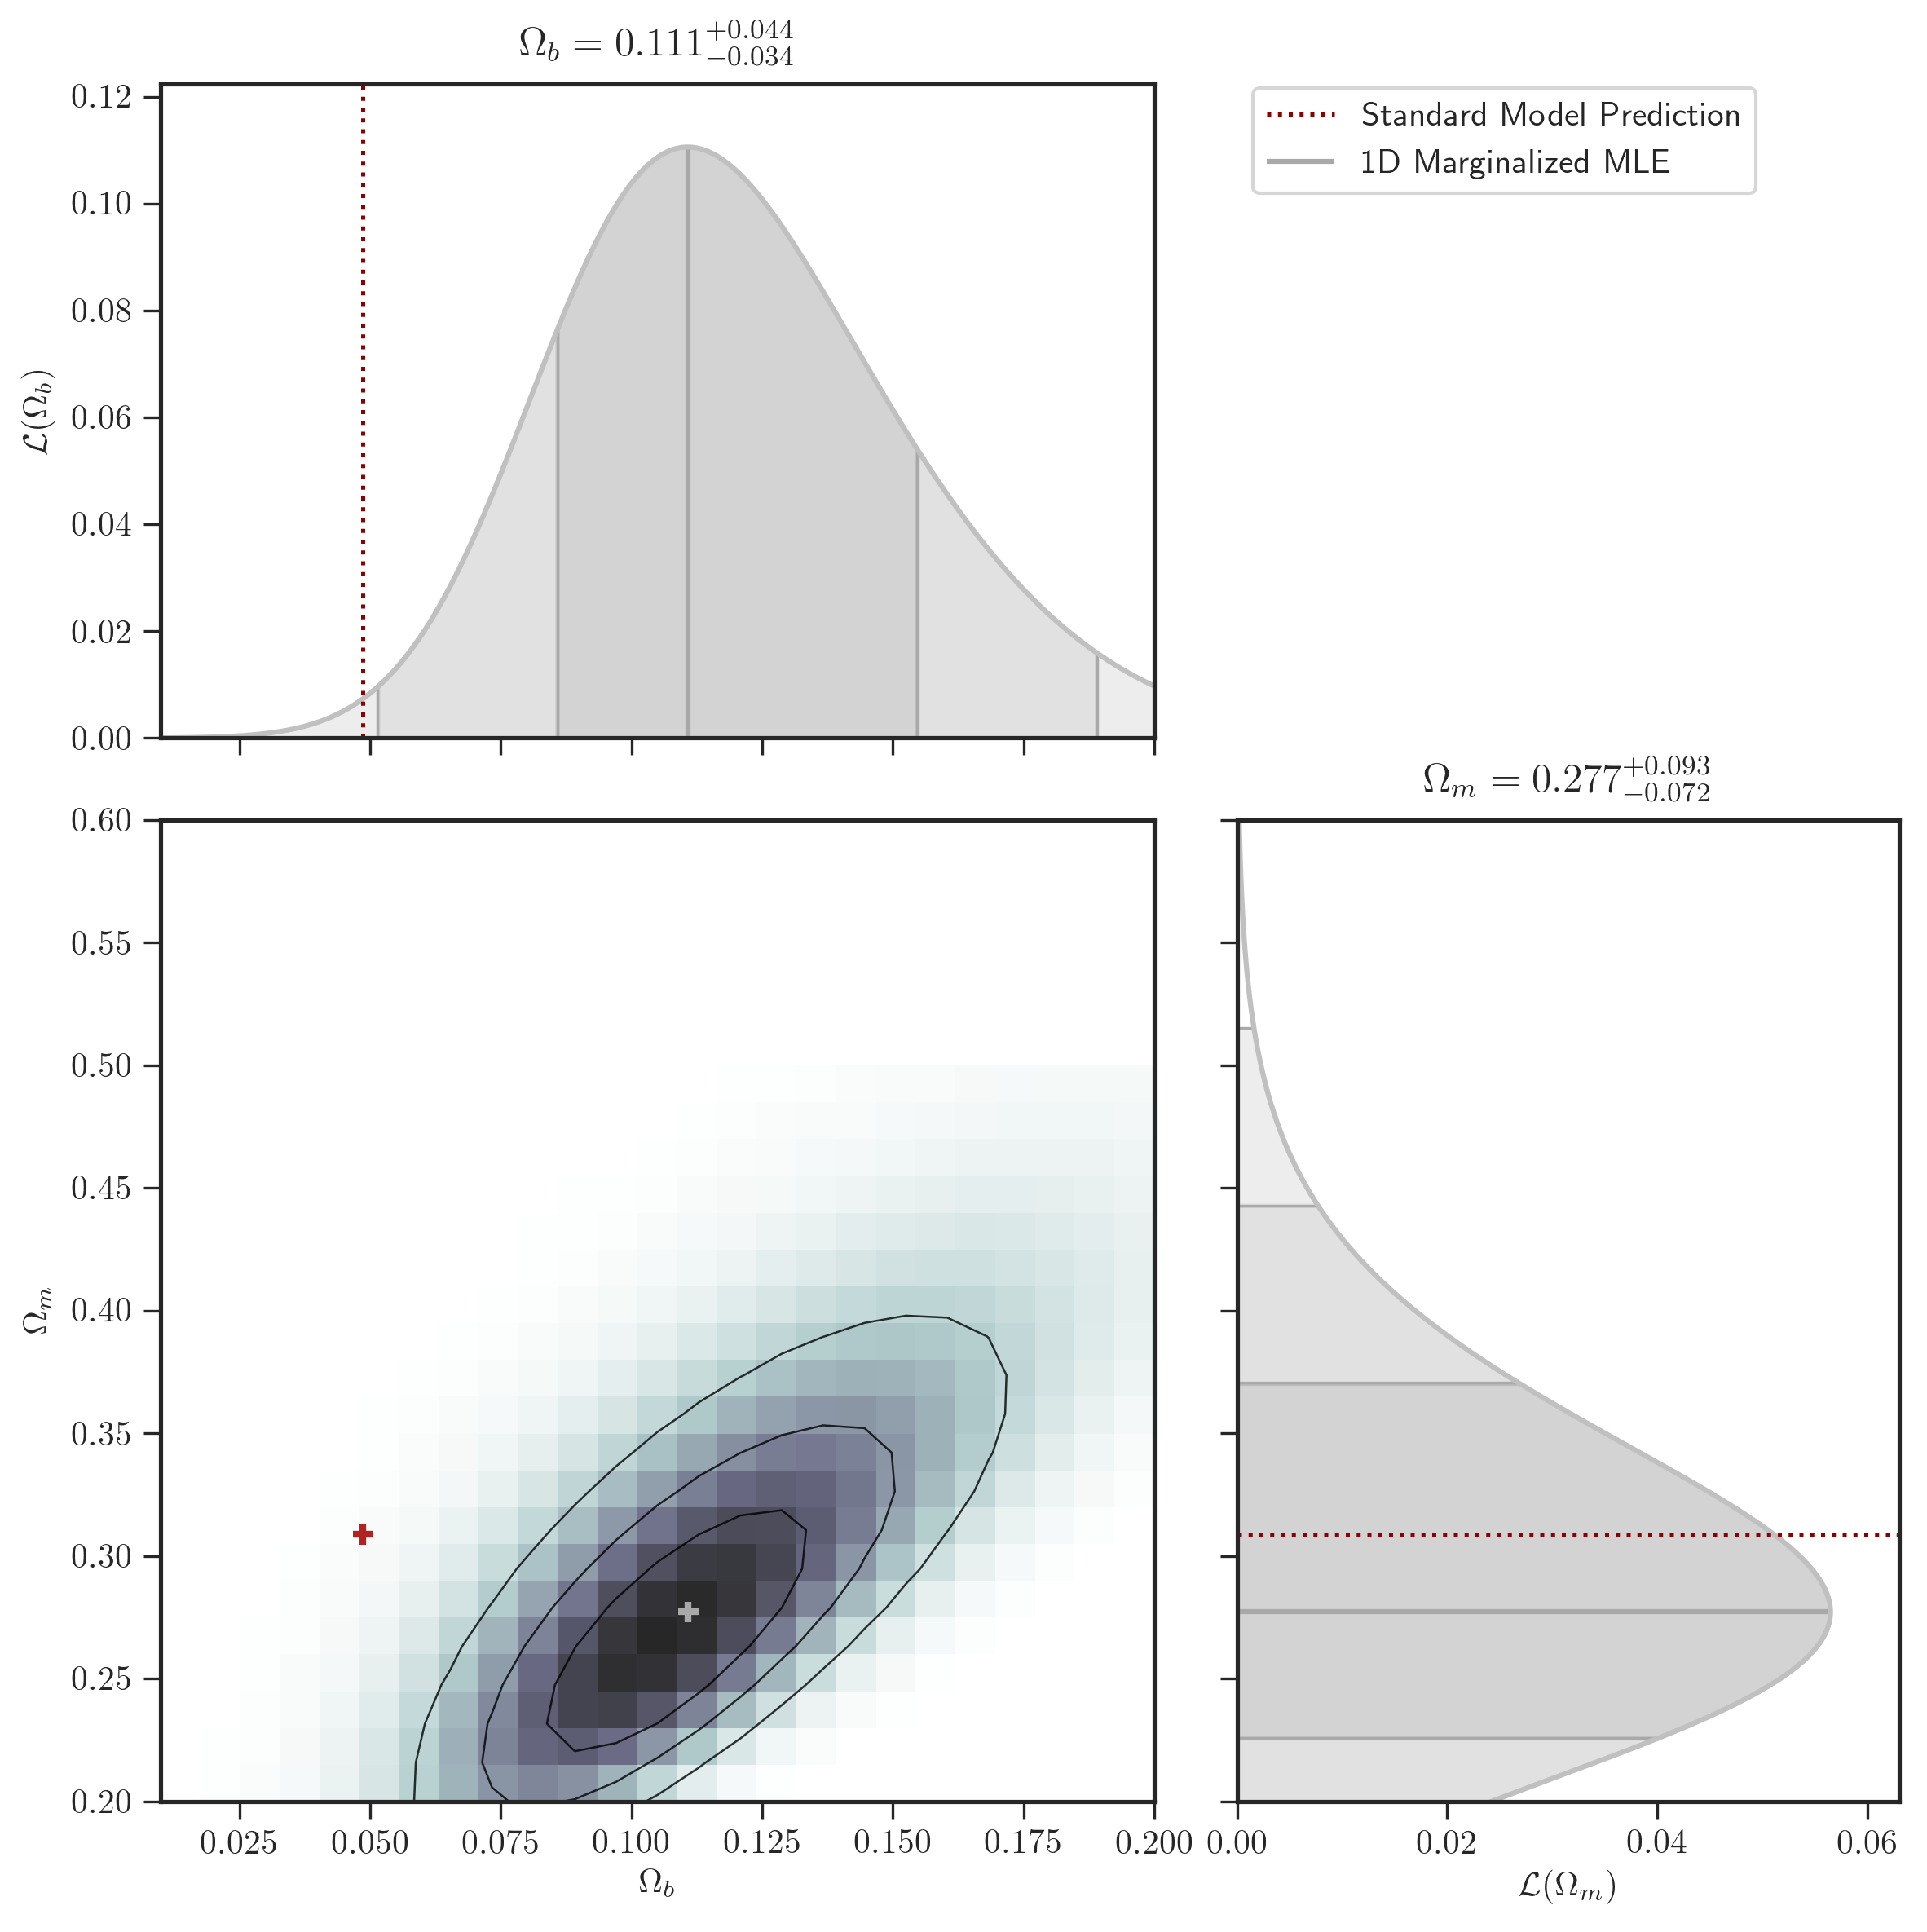 Ω_b = 0.111^{+0.044}_{−0.034}
Standard Model Prediction
1D Marginalized MLE
0.12
0.10
0.08
0.06
0.04
0.02
0.00
ℒ(Ω_b)
Ω_m = 0.277^{+0.093}_{−0.072}
0.60
0.55
0.50
0.45
0.40
0.35
0.30
0.25
0.20
Ω_m
0.025 0.050 0.075 0.100 0.125 0.150 0.175 0.200
Ω_b
0.00 0.02 0.04 0.06
ℒ(Ω_m)